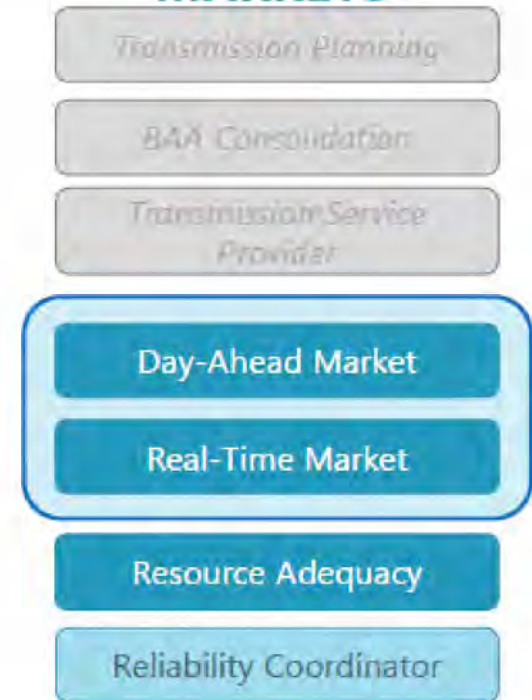 Transmission Planning
BAA Consolidation
Transmission Service
Provider
Day-Ahead Market
Real-Time Market
Resource Adequacy
Reliability Coordinator